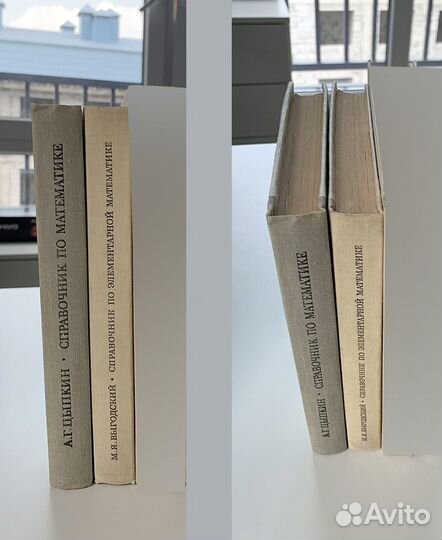 А.Г. ЦЫПКИН · СПРАВОЧНИК ПО МАТЕМАТИКЕ
М.Я. ВЫГОДСКИЙ · СПРАВОЧНИК ПО ЭЛЕМЕНТАРНОЙ МАТЕМАТИКЕ
А.Г. ЦЫПКИН · СПРАВОЧНИК ПО МАТЕМАТИКЕ
М.Я. ВЫГОДСКИЙ · СПРАВОЧНИК ПО ЭЛЕМЕНТАРНОЙ МАТЕМАТИКЕ
Avito